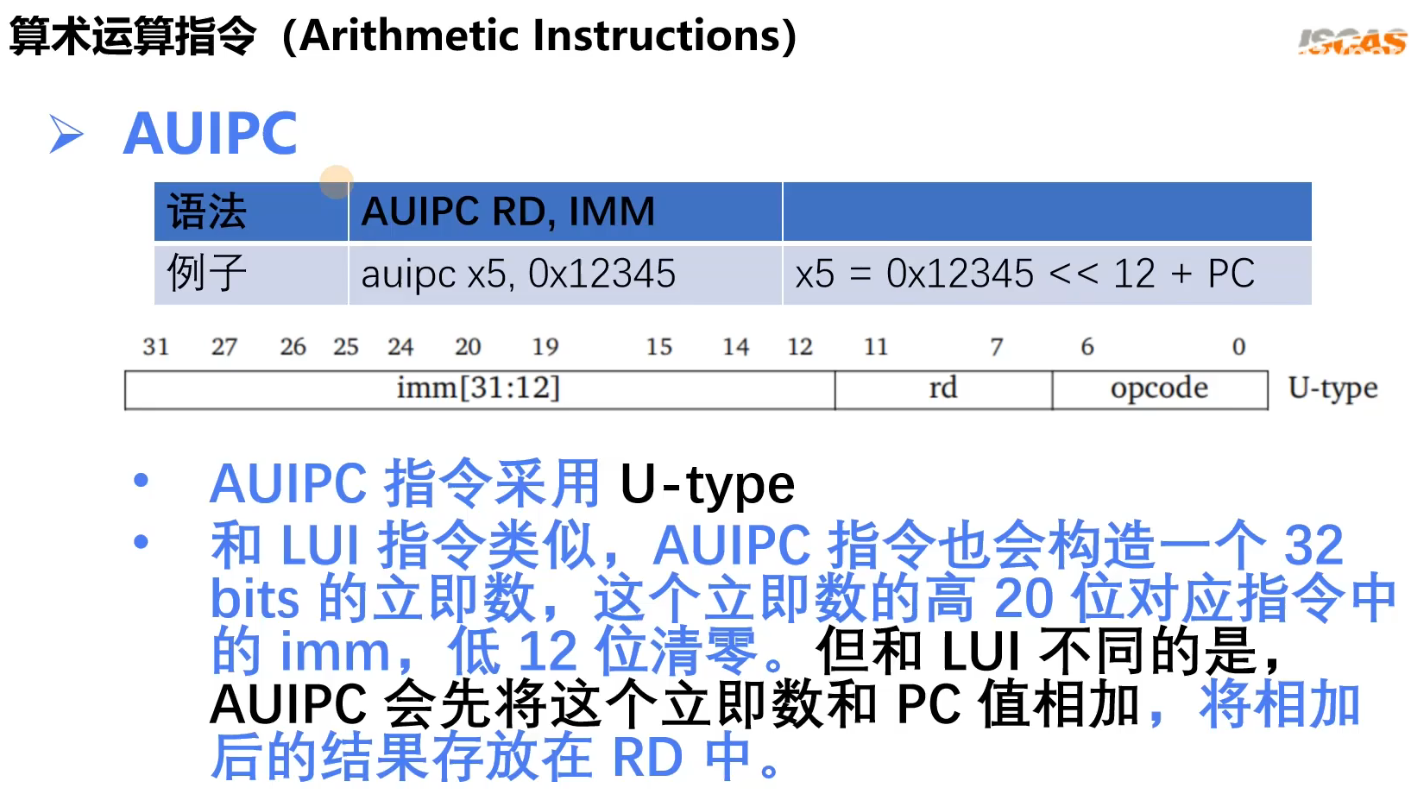 算术运算指令（Arithmetic Instructions）
ISCAS
➢ AUIPC
语法 AUIPC RD, IMM
例子 auipc x5, 0x12345 x5 = 0x12345 << 12 + PC
31 27 26 25 24 20 19 15 14 12 11 7 6 0
imm[31:12] rd opcode U-type
• AUIPC 指令采用 U-type
• 和 LUI 指令类似，AUIPC 指令也会构造一个 32
bits 的立即数，这个立即数的高 20 位对应指令中
的 imm，低 12 位清零。但和 LUI 不同的是，
AUIPC 会先将这个立即数和 PC 值相加，将相加
后的结果存放在 RD 中。